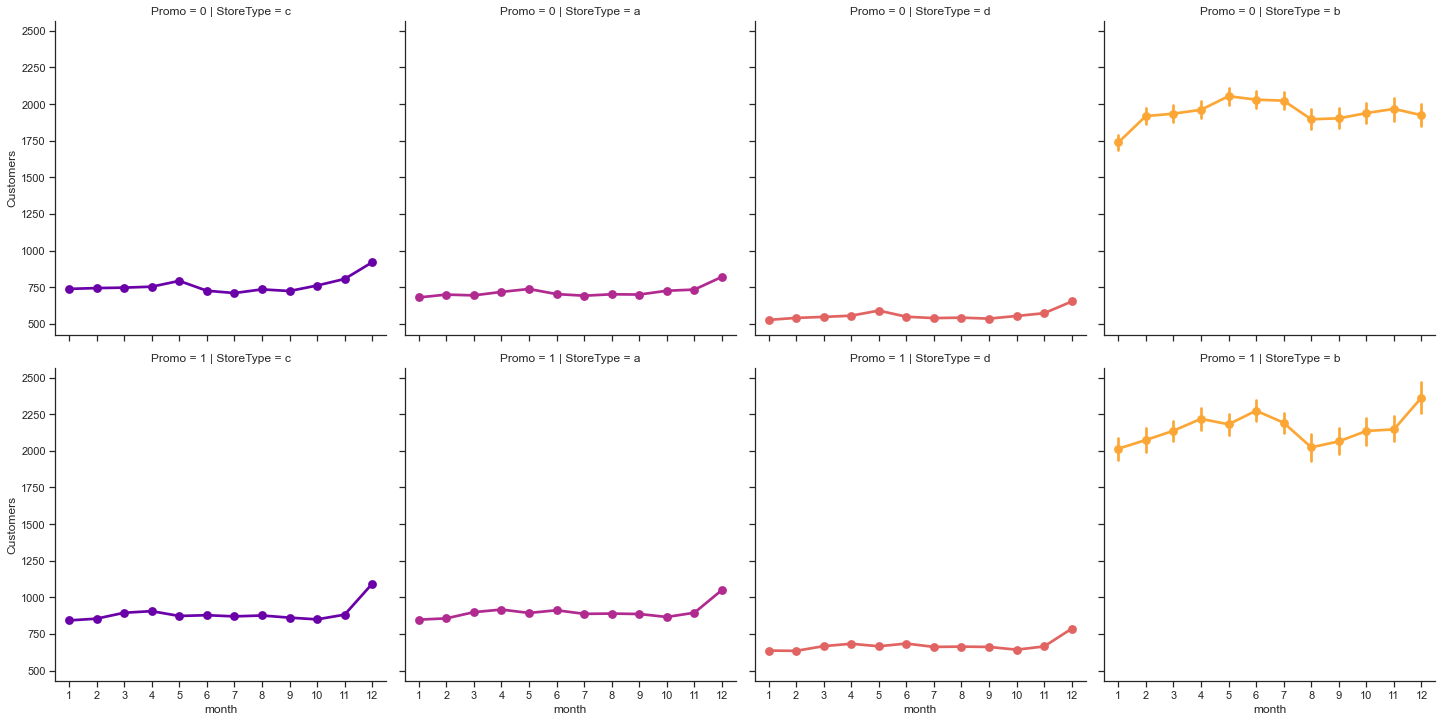 Promo = 0 | StoreType = c
Promo = 0 | StoreType = a
Promo = 0 | StoreType = d
Promo = 0 | StoreType = b
2500
2250
2000
1750
1500
1250
1000
750
500
Customers
Promo = 1 | StoreType = c
Promo = 1 | StoreType = a
Promo = 1 | StoreType = d
Promo = 1 | StoreType = b
2500
2250
2000
1750
1500
1250
1000
750
500
Customers
1 2 3 4 5 6 7 8 9 10 11 12
month
1 2 3 4 5 6 7 8 9 10 11 12
month
1 2 3 4 5 6 7 8 9 10 11 12
month
1 2 3 4 5 6 7 8 9 10 11 12
month